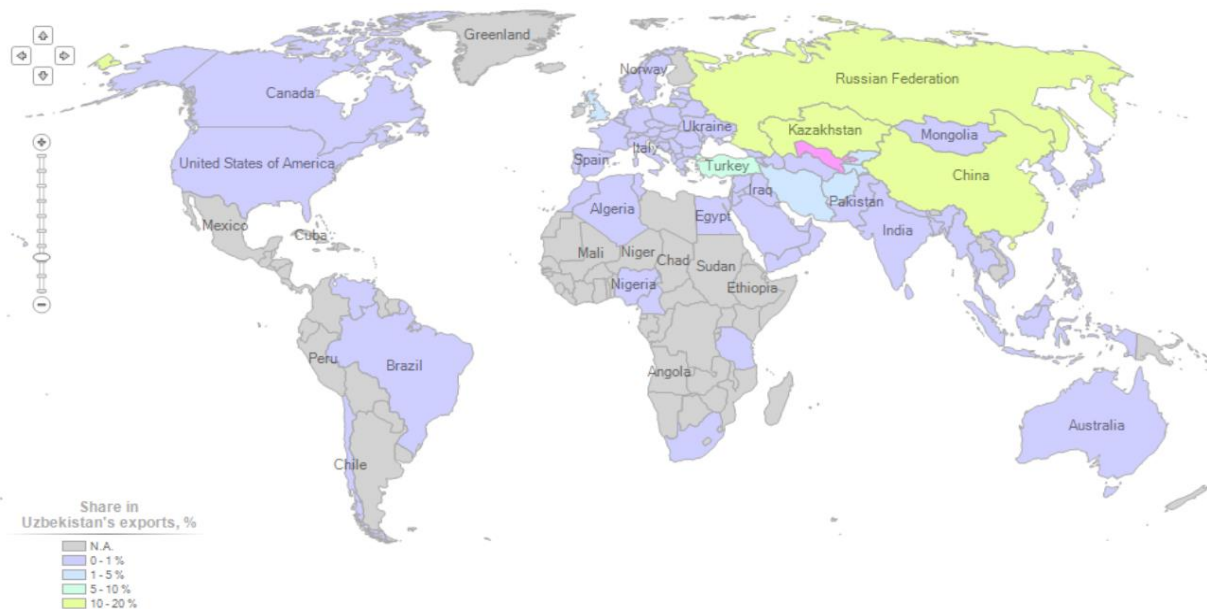 Greenland
Norway
Russian Federation
Canada
Ukraine
Kazakhstan
Mongolia
United States of America
Spain
Italy
Turkey
China
Iraq
Pakistan
Algeria
Egypt
India
Mexico
Cuba
Mali
Niger
Chad
Sudan
Nigeria
Ethiopia
Peru
Brazil
Angola
Australia
Chile
Share in
Uzbekistan's exports, %
N.A.
0 - 1 %
1 - 5 %
5 - 10 %
10 - 20 %